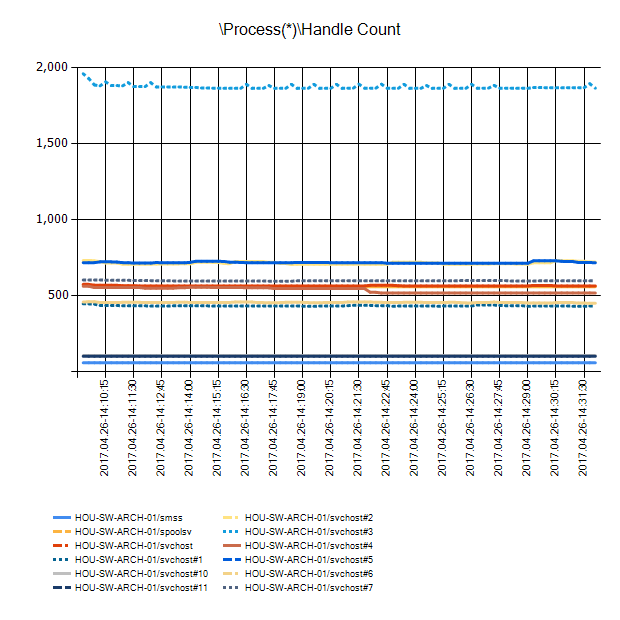 \Process(*)\Handle Count
2,000
1,500
1,000
500
2017.04.26-14:10:15
2017.04.26-14:11:30
2017.04.26-14:12:45
2017.04.26-14:14:00
2017.04.26-14:15:15
2017.04.26-14:16:30
2017.04.26-14:17:45
2017.04.26-14:19:00
2017.04.26-14:20:15
2017.04.26-14:21:30
2017.04.26-14:22:45
2017.04.26-14:24:00
2017.04.26-14:25:15
2017.04.26-14:26:30
2017.04.26-14:27:45
2017.04.26-14:29:00
2017.04.26-14:30:15
2017.04.26-14:31:30
HOU-SW-ARCH-01/smss
HOU-SW-ARCH-01/spoolsv
HOU-SW-ARCH-01/svchost
HOU-SW-ARCH-01/svchost#1
HOU-SW-ARCH-01/svchost#10
HOU-SW-ARCH-01/svchost#11
HOU-SW-ARCH-01/svchost#2
HOU-SW-ARCH-01/svchost#3
HOU-SW-ARCH-01/svchost#4
HOU-SW-ARCH-01/svchost#5
HOU-SW-ARCH-01/svchost#6
HOU-SW-ARCH-01/svchost#7